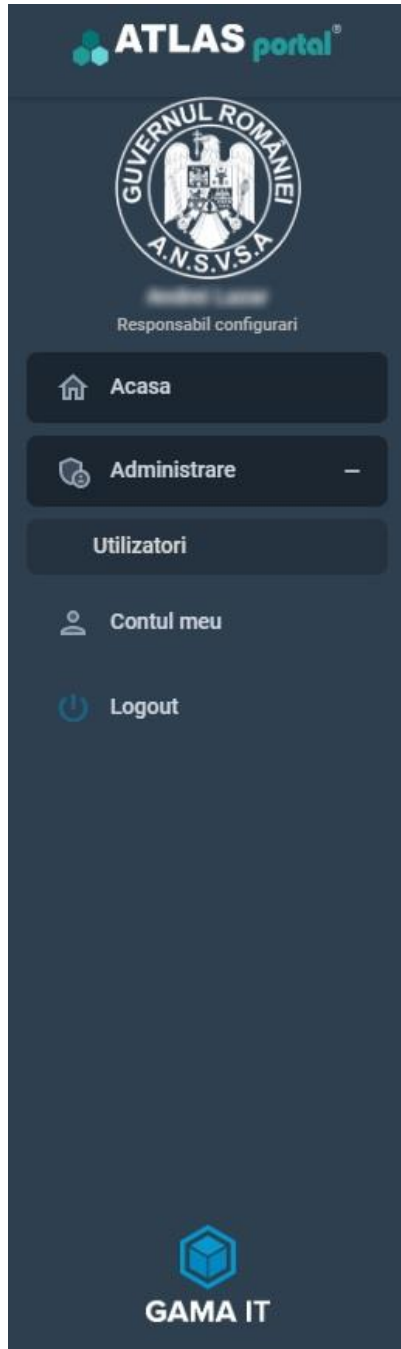 ATLAS portal®
GUVERNUL ROMÂNIEI
A.N.S.V.S.A
Responsabil configurari
Acasa
Administrare
Utilizatori
Contul meu
Logout
GAMA IT